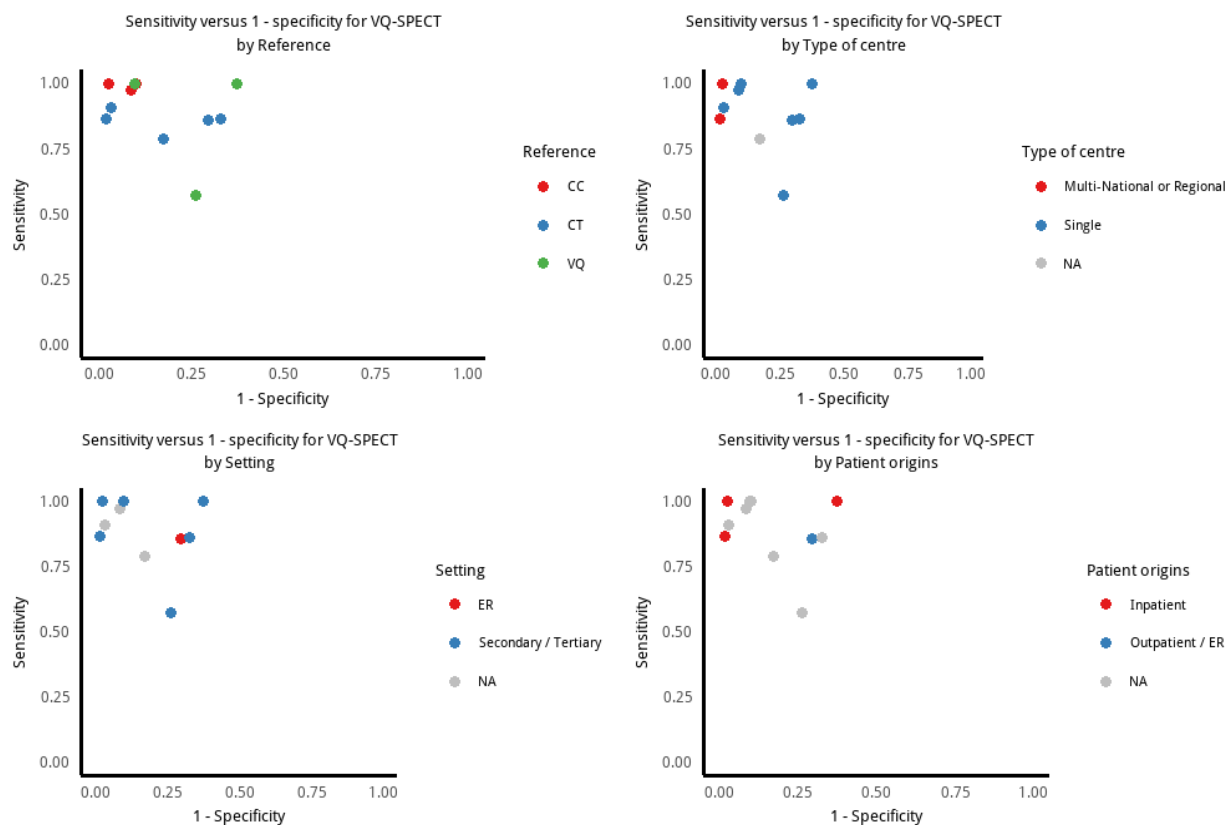 Sensitivity versus 1 - specificity for VQ-SPECT
by Reference
1.00
0.75
0.50
0.25
0.00
Sensitivity
0.00 0.25 0.50 0.75 1.00
1 - Specificity
Reference
CC
CT
VQ
Sensitivity versus 1 - specificity for VQ-SPECT
by Type of centre
1.00
0.75
0.50
0.25
0.00
Sensitivity
0.00 0.25 0.50 0.75 1.00
1 - Specificity
Type of centre
Multi-National or Regional
Single
NA
Sensitivity versus 1 - specificity for VQ-SPECT
by Setting
1.00
0.75
0.50
0.25
0.00
Sensitivity
0.00 0.25 0.50 0.75 1.00
1 - Specificity
Setting
ER
Secondary / Tertiary
NA
Sensitivity versus 1 - specificity for VQ-SPECT
by Patient origins
1.00
0.75
0.50
0.25
0.00
Sensitivity
0.00 0.25 0.50 0.75 1.00
1 - Specificity
Patient origins
Inpatient
Outpatient / ER
NA